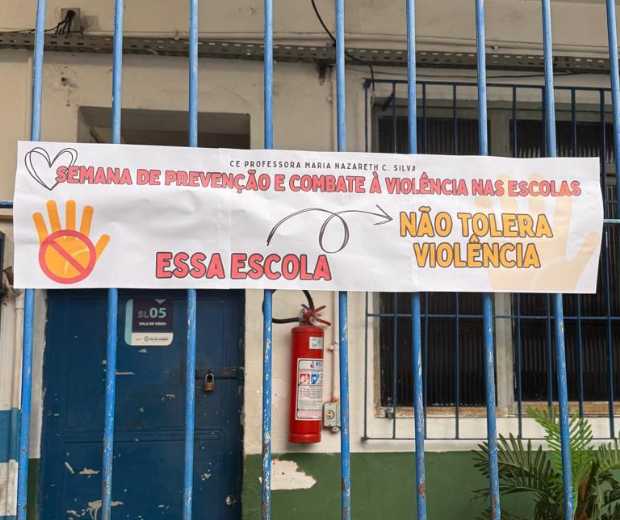 CE PROFESSORA MARIA NAZARETH C. SILVA
SEMANA DE PREVENÇÃO E COMBATE À VIOLÊNCIA NAS ESCOLAS
ESSA ESCOLA
NÃO TOLERA
VIOLÊNCIA
SL05